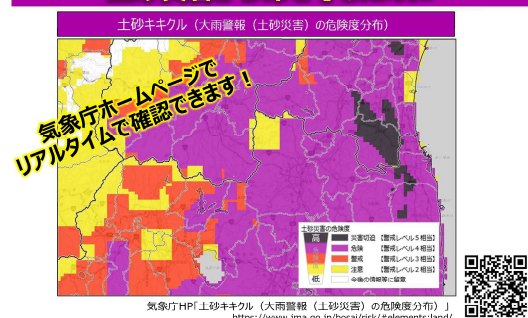 土砂キキクル（大雨警報（土砂災害）の危険度分布）
気象庁ホームページで
リアルタイムで確認できます！
土砂災害の危険度
高
危険度
低
災害切迫 【警戒レベル5相当】
危険 【警戒レベル4相当】
警戒 【警戒レベル3相当】
注意 【警戒レベル2相当】
今後の情報等に留意
気象庁HP「土砂キキクル（大雨警報（土砂災害）の危険度分布）」
https://www.jma.go.jp/bosai/risk/#elements:land/